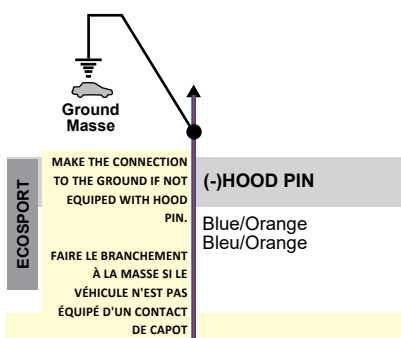 Ground
Masse
ECOSPORT
MAKE THE CONNECTION
TO THE GROUND IF NOT
EQUIPED WITH HOOD
PIN.
FAIRE LE BRANCHEMENT
À LA MASSE SI LE
VÉHICULE N'EST PAS
ÉQUIPÉ D'UN CONTACT
DE CAPOT
(-)HOOD PIN
Blue/Orange
Bleu/Orange